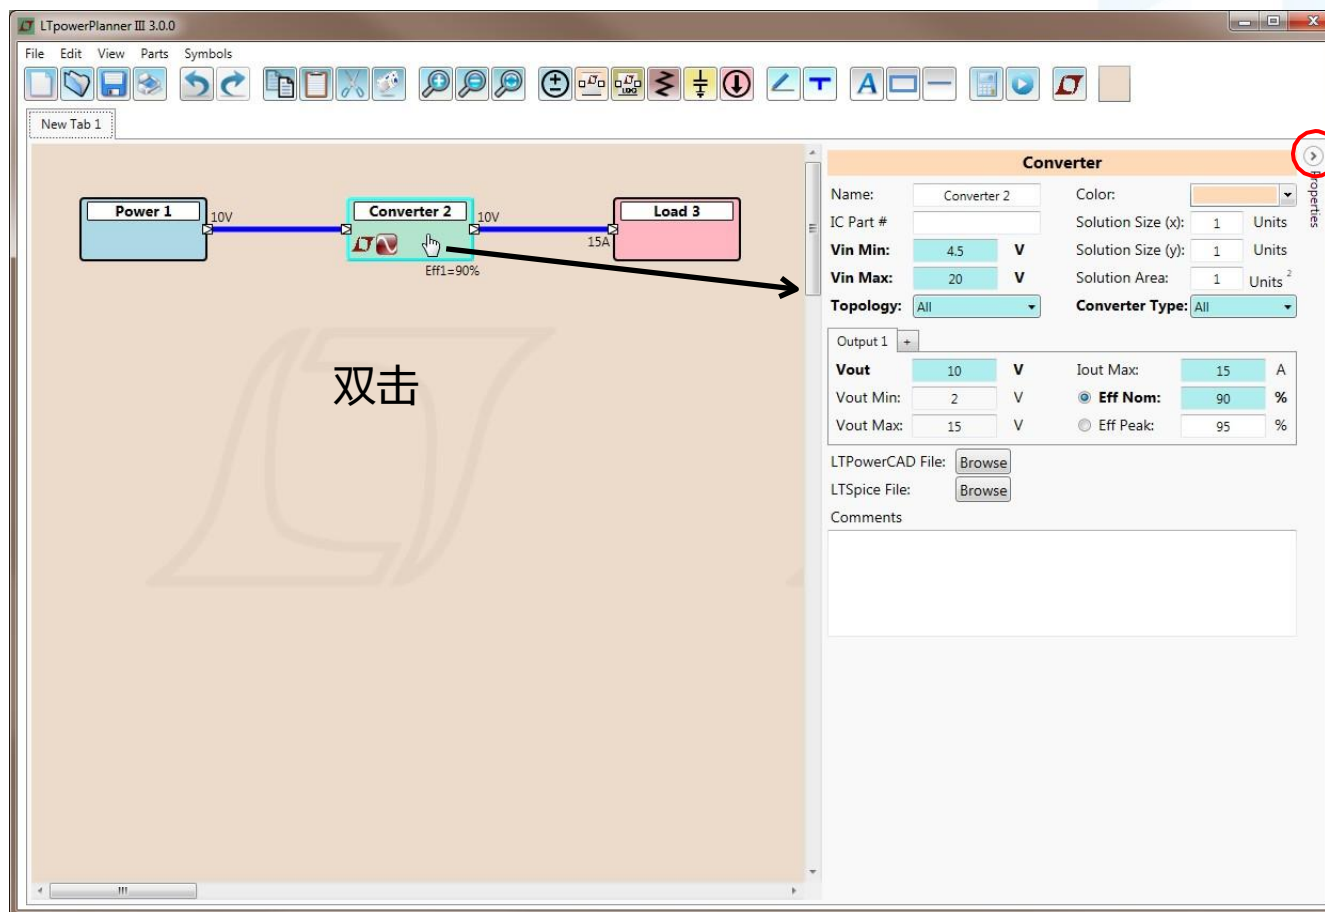 LTpowerPlanner III 3.0.0
File Edit View Parts Symbols
LDO
A
New Tab 1
Converter
Properties
Power 1
10V
Converter 2
10V
Eff1=90%
15A
Load 3
双击
Name: Converter 2 Color:
IC Part # Solution Size (x): 1 Units
Vin Min: 4.5 V Solution Size (y): 1 Units
Vin Max: 20 V Solution Area: 1 Units 2
Topology: All Converter Type: All
Output 1 +
Vout 10 V Iout Max: 15 A
Vout Min: 2 V Eff Nom: 90 %
Vout Max: 15 V Eff Peak: 95 %
LTPowerCAD File: Browse
LTSpice File: Browse
Comments